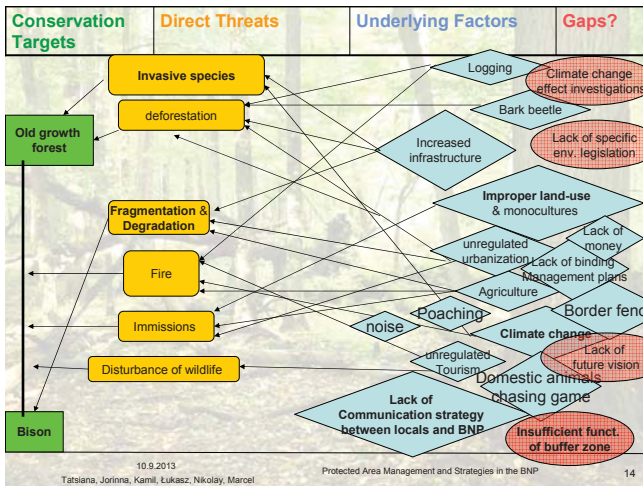 Conservation
Targets
Direct Threats
Underlying Factors
Gaps?
Invasive species
Logging
Climate change
effect investigations
deforestation
Bark beetle
Old growth
forest
Increased
infrastructure
Lack of specific
env. legislation
Improper land-use
& monocultures
Fragmentation &
Degradation
Lack of
money
unregulated
urbanization
Lack of binding
Management plans
Fire
Agriculture
Poaching
Border fenc
Immissions
noise
Climate change
Lack of
future vision
unregulated
Tourism
Disturbance of wildlife
Domestic animals
chasing game
Lack of
Communication strategy
between locals and BNP
Bison
Insufficient funct.
of buffer zone
10.9.2013
Tatsiana, Jorinna, Kamil, Łukasz, Nikolay, Marcel
Protected Area Management and Strategies in the BNP
14